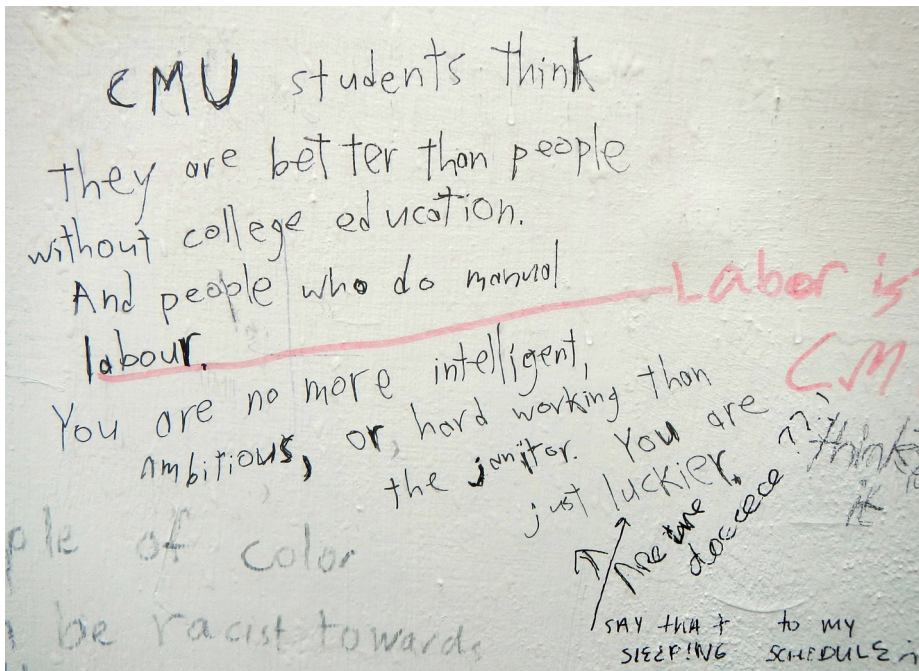 CMU students think
they are better than people
without college education.
And people who do manual
labour.
You are no more intelligent,
ambitious, or, hard working than
the janitor. You are
just luckier.
Labor is
CM
think
it
are
???
SAY that to MY
SLEEPING SCHEDULE
ple of color
be racist towards